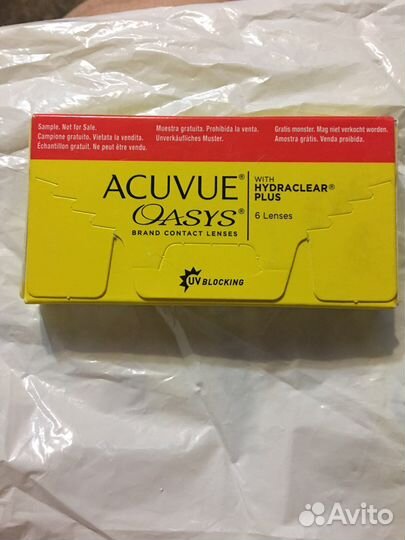 Sample. Not for Sale.
Campione gratuito. Vietata la vendita.
Échantillon gratuit. Ne peut être vendu.
Muestra gratuita. Prohibida la venta.
Unverkäufliches Muster.
Gratis monster. Mag niet verkocht worden.
Amostra grátis. Venda proibida.
ACUVUE®
OASYS®
BRAND CONTACT LENSES
WITH
HYDRACLEAR®
PLUS
6 Lenses
UV BLOCKING
Avito